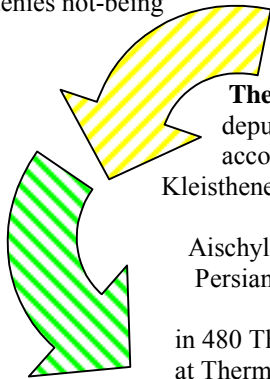 enies not-being
The
depu
acco
Kleisthene
Aischyl
Persian
in 480 Th
at Therm